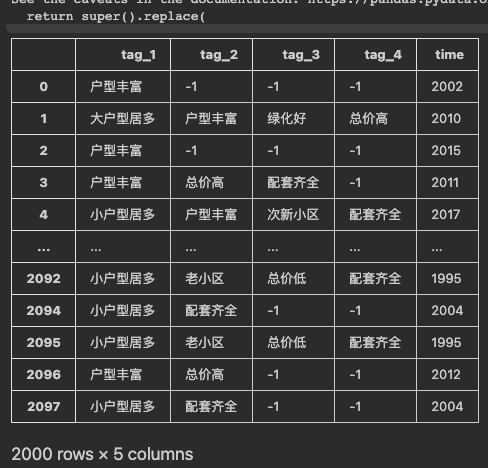 See the caveats in the documentation: https://pandas.pydata.o
return super().replace(
tag_1 tag_2 tag_3 tag_4 time
0 户型丰富 -1 -1 -1 2002
1 大户型居多 户型丰富 绿化好 总价高 2010
2 户型丰富 -1 -1 -1 2015
3 户型丰富 总价高 配套齐全 -1 2011
4 小户型居多 户型丰富 次新小区 配套齐全 2017
... ... ... ... ... ...
2092 小户型居多 老小区 总价低 配套齐全 1995
2094 小户型居多 配套齐全 -1 -1 2004
2095 小户型居多 老小区 总价低 配套齐全 1995
2096 户型丰富 总价高 -1 -1 2012
2097 小户型居多 配套齐全 -1 -1 2004
2000 rows × 5 columns